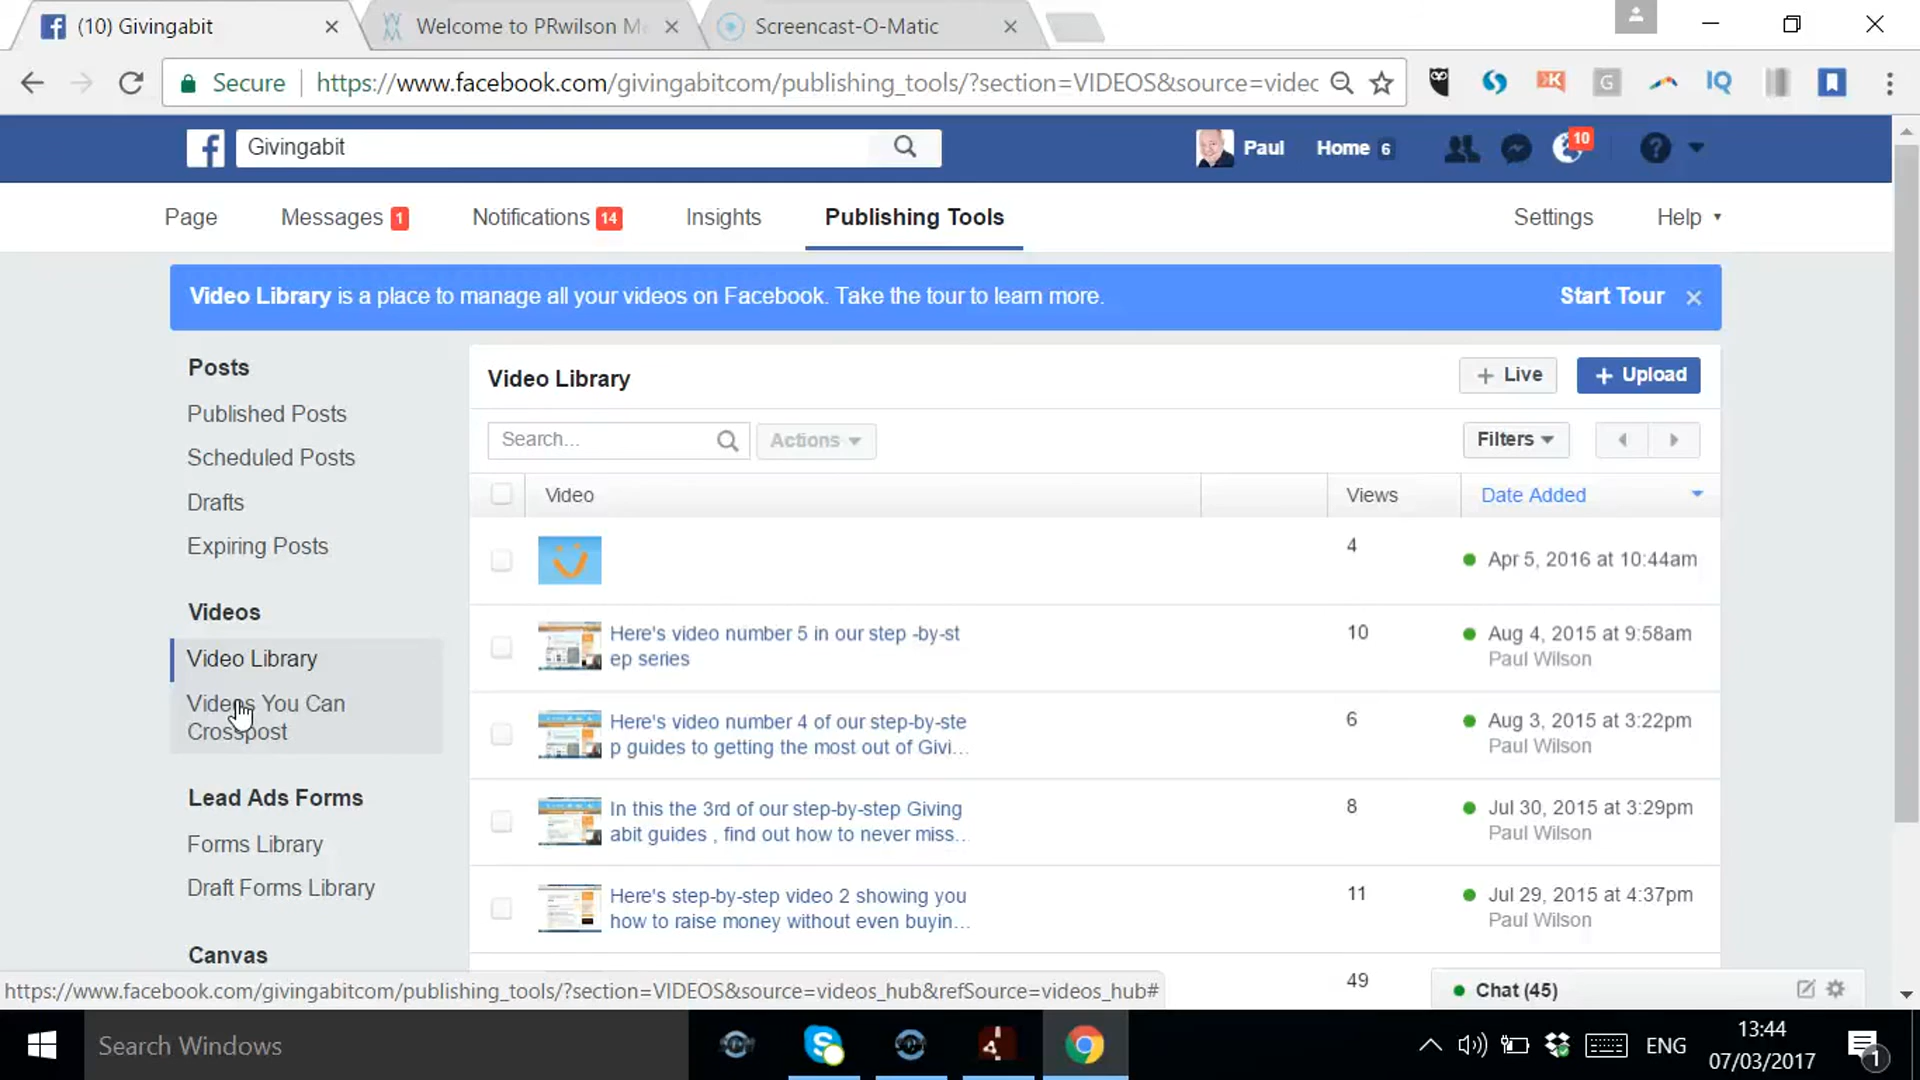 (10) Givingabit
Welcome to PRwilson M
Screencast-O-Matic
Secure
https://www.facebook.com/givingabitcom/publishing_tools/?section=VIDEOS&source=videc
Givingabit
Paul
Home 6
10
Page
Messages 1
Notifications 14
Insights
Publishing Tools
Settings
Help
Video Library is a place to manage all your videos on Facebook. Take the tour to learn more.
Start Tour
Posts
Published Posts
Scheduled Posts
Drafts
Expiring Posts
Videos
Video Library
Videos You Can
Crosspost
Lead Ads Forms
Forms Library
Draft Forms Library
Canvas
Video Library
+ Live
+ Upload
Search...
Actions
Filters
Video
Views
Date Added
4
Apr 5, 2016 at 10:44am
Here's video number 5 in our step -by-st
ep series
10
Aug 4, 2015 at 9:58am
Paul Wilson
Here's video number 4 of our step-by-ste
p guides to getting the most out of Givi...
6
Aug 3, 2015 at 3:22pm
Paul Wilson
In this the 3rd of our step-by-step Giving
abit guides , find out how to never miss...
8
Jul 30, 2015 at 3:29pm
Paul Wilson
Here's step-by-step video 2 showing you
how to raise money without even buyin...
11
Jul 29, 2015 at 4:37pm
Paul Wilson
49
https://www.facebook.com/givingabitcom/publishing_tools/?section=VIDEOS&source=videos_hub&refSource=videos_hub#
Chat (45)
Search Windows
ENG
13:44
07/03/2017
1